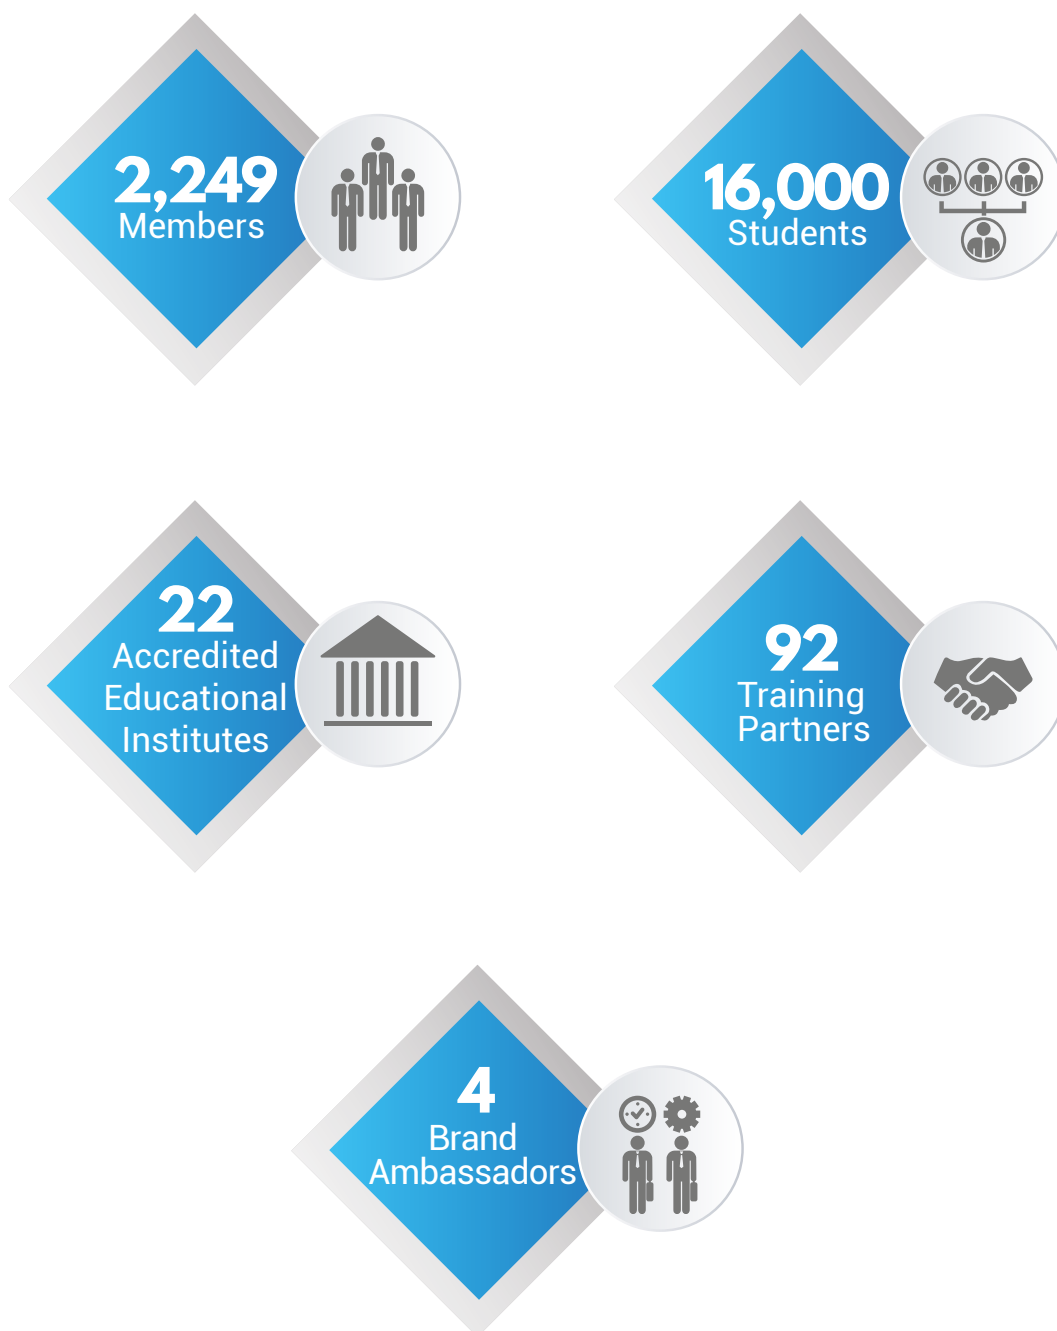 2,249
Members
16,000
Students
22
Accredited
Educational
Institutes
92
Training
Partners
4
Brand
Ambassadors